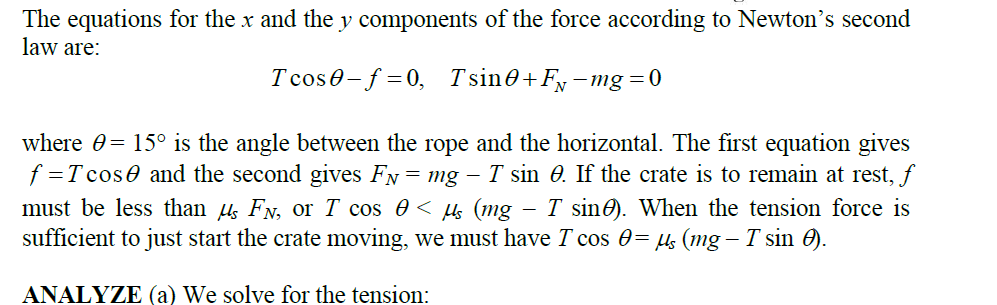 The equations for the x and the y components of the force according to Newton’s second
law are:
T cosθ − f = 0, T sinθ + F_N − mg = 0
where θ = 15° is the angle between the rope and the horizontal. The first equation gives
f = T cosθ and the second gives F_N = mg – T sin θ. If the crate is to remain at rest, f
must be less than μ_s F_N, or T cos θ < μ_s (mg – T sinθ). When the tension force is
sufficient to just start the crate moving, we must have T cos θ = μ_s (mg – T sin θ).
ANALYZE (a) We solve for the tension: